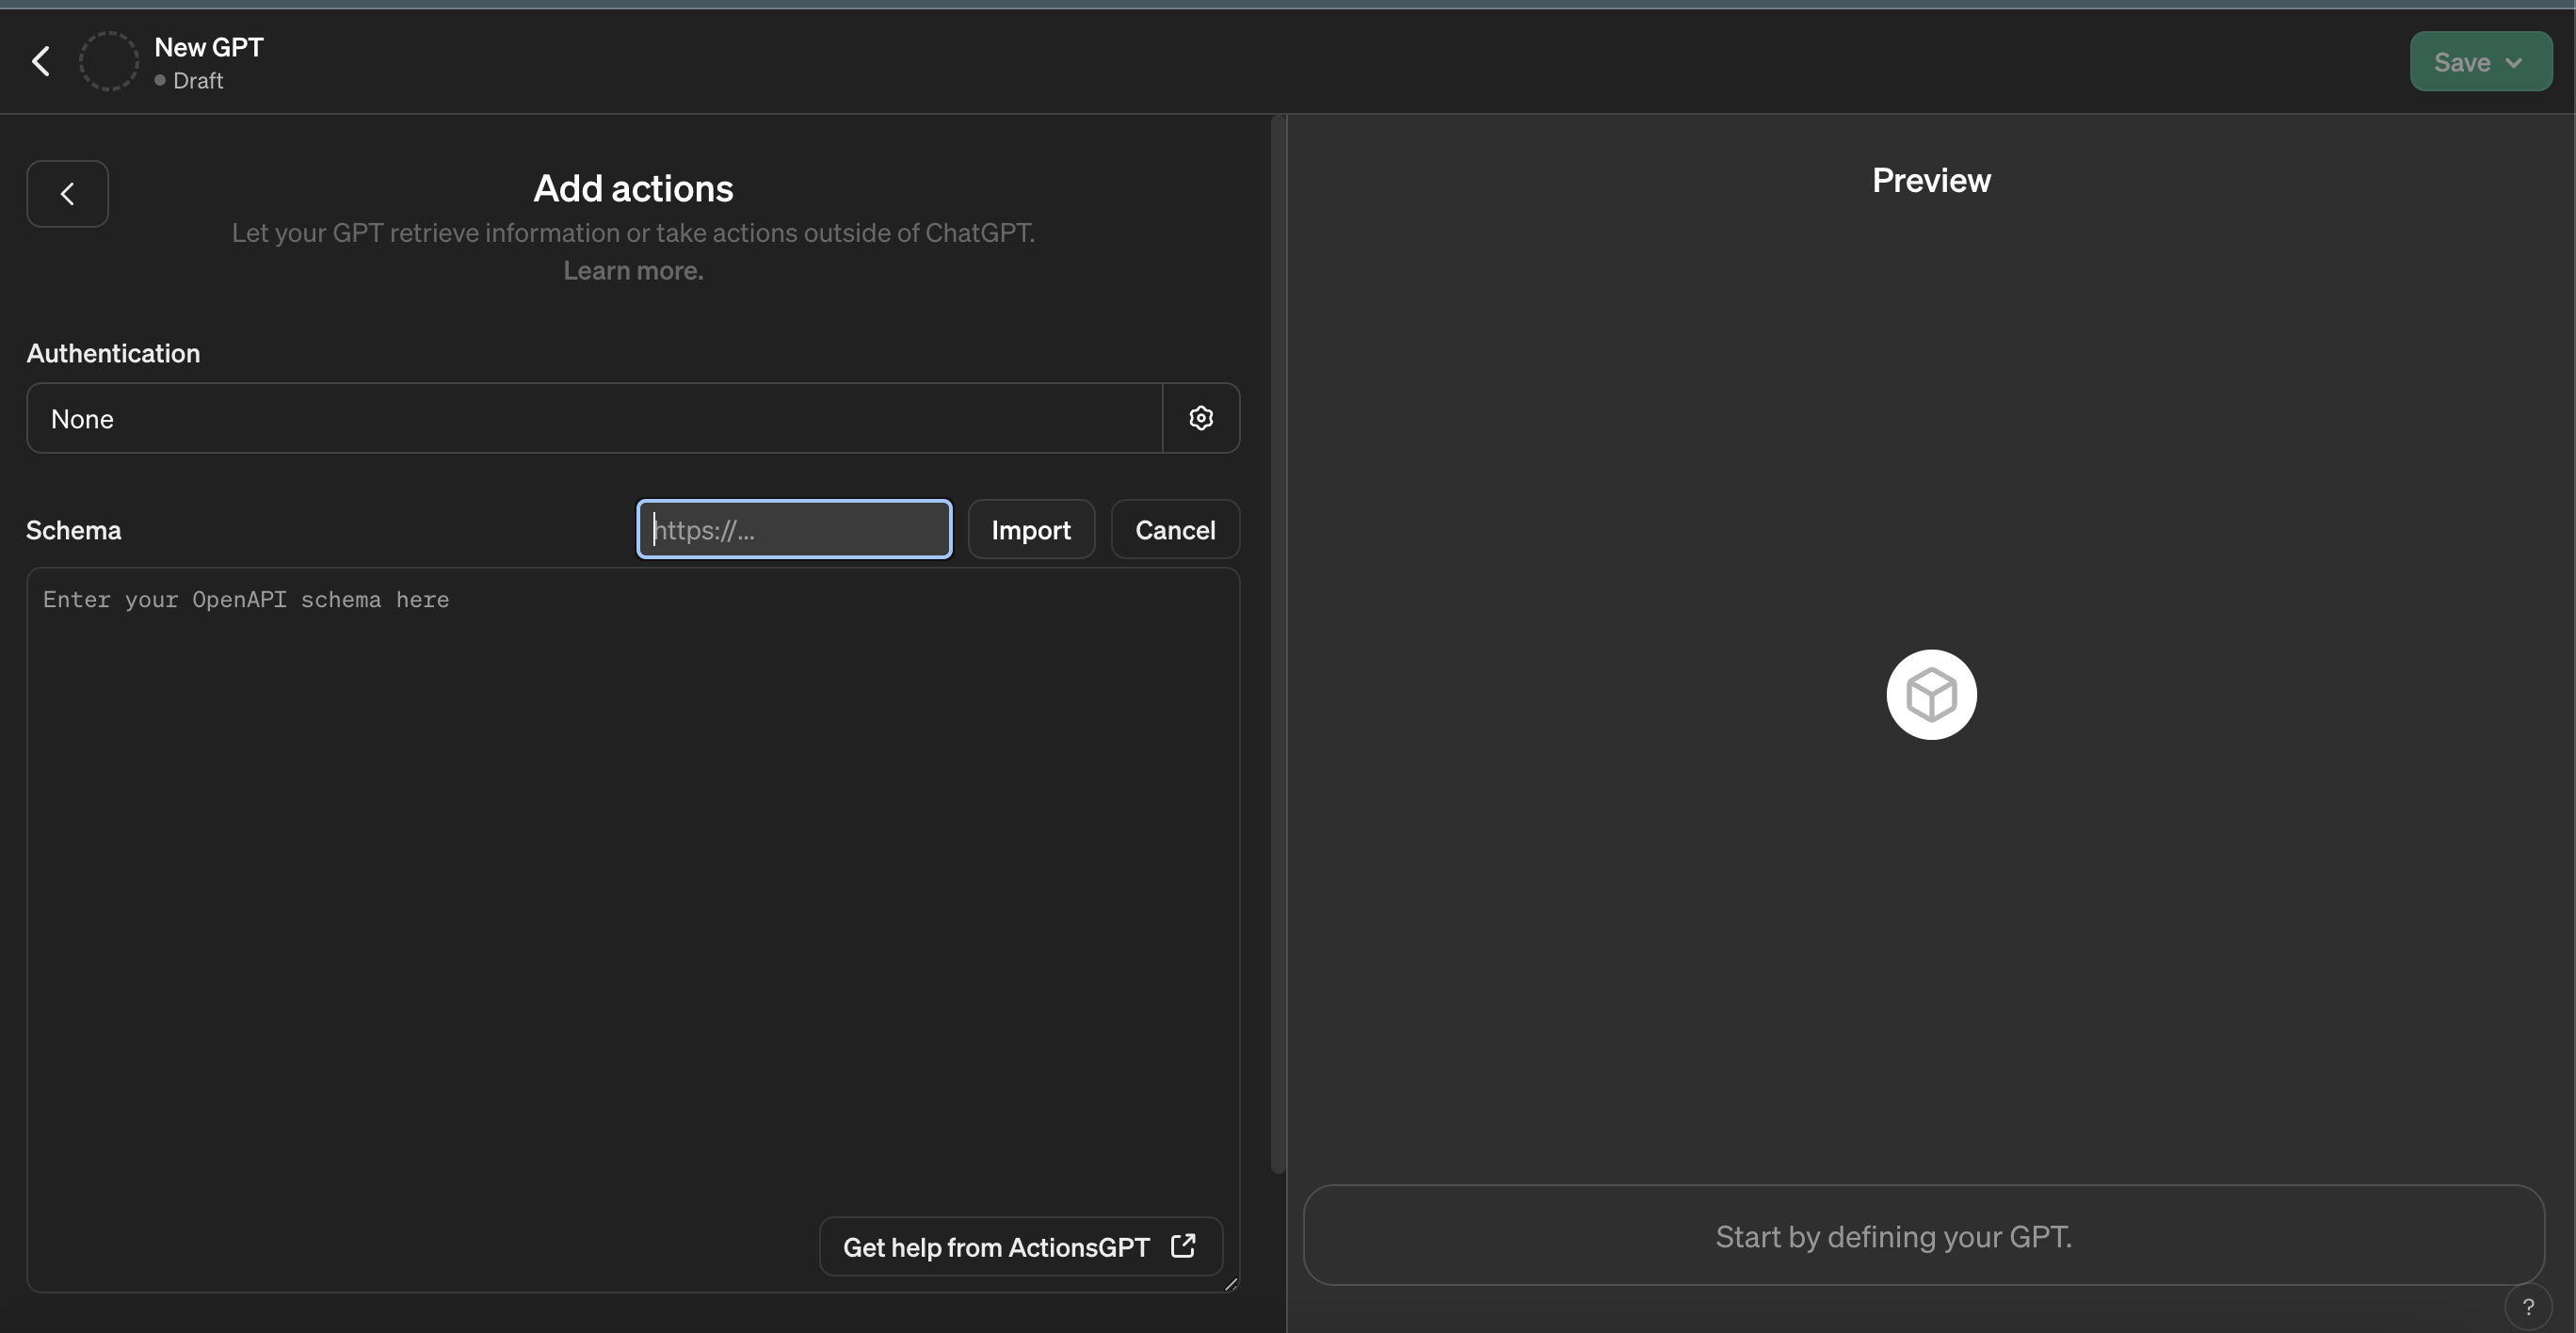 New GPT
Draft
Save
Add actions
Let your GPT retrieve information or take actions outside of ChatGPT.
Learn more.
Authentication
None
Schema
https://...
Import
Cancel
Enter your OpenAPI schema here
Get help from ActionsGPT
Preview
Start by defining your GPT.
?